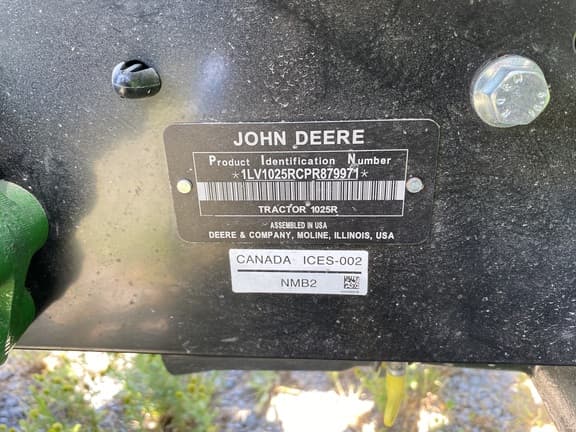 JOHN DEERE
Product Identification Number
*1LV1025RCPR879971*
TRACTOR 1025R
ASSEMBLED IN USA
DEERE & COMPANY, MOLINE, ILLINOIS, USA
CANADA ICES-002
NMB2